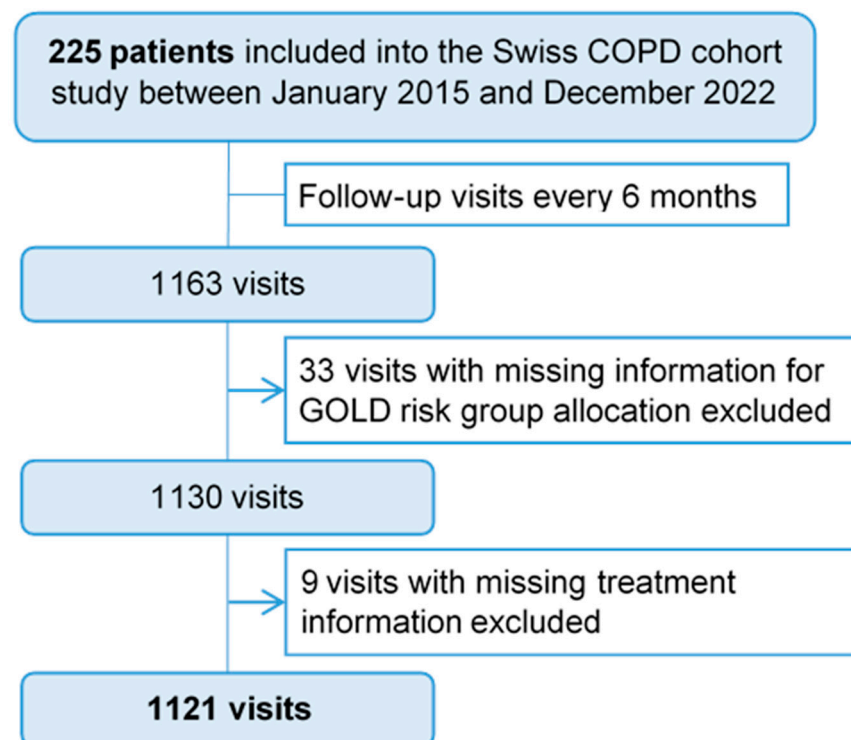 225 patients included into the Swiss COPD cohort
study between January 2015 and December 2022
Follow-up visits every 6 months
1163 visits
33 visits with missing information for
GOLD risk group allocation excluded
1130 visits
9 visits with missing treatment
information excluded
1121 visits